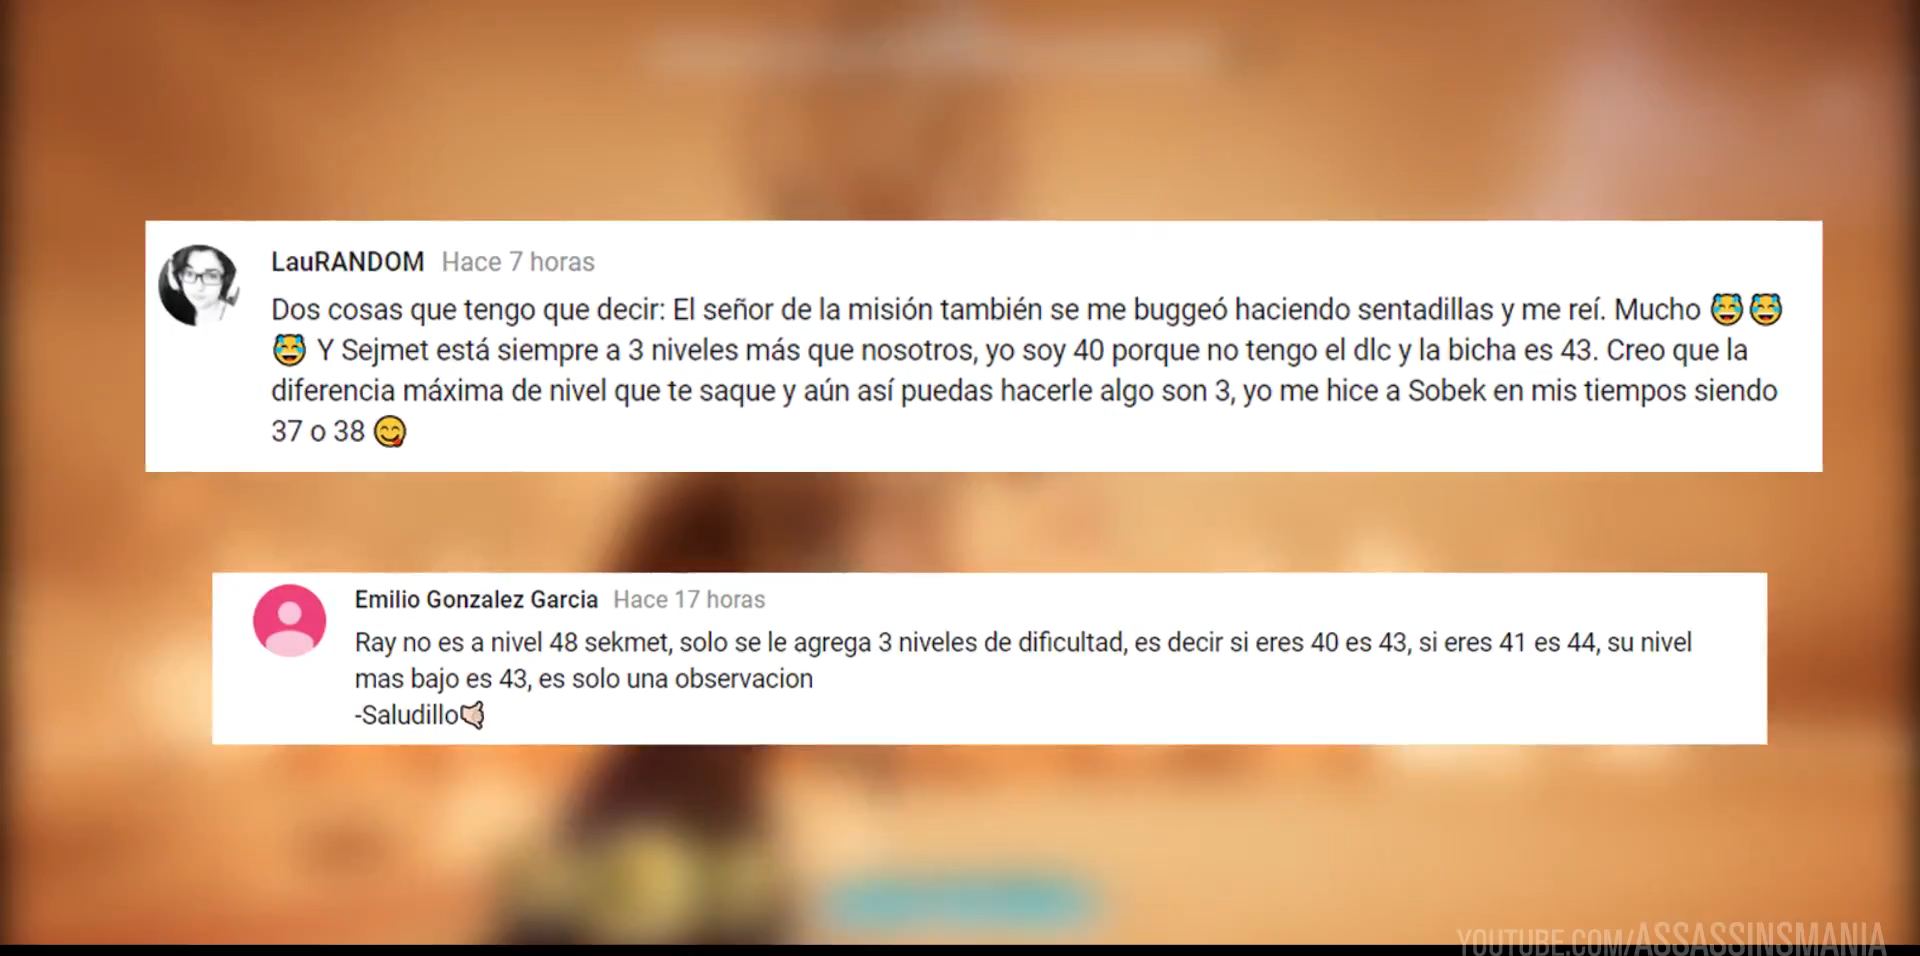 LauRANDOM Hace 7 horas
Dos cosas que tengo que decir: El señor de la misión también se me buggeó haciendo sentadillas y me reí. Mucho 😅😅
😅 Y Sejmet está siempre a 3 niveles más que nosotros, yo soy 40 porque no tengo el dlc y la bicha es 43. Creo que la
diferencia máxima de nivel que te saque y aún así puedas hacerle algo son 3, yo me hice a Sobek en mis tiempos siendo
37 o 38 😋
Emilio Gonzalez Garcia Hace 17 horas
Ray no es a nivel 48 sekmet, solo se le agrega 3 niveles de dificultad, es decir si eres 40 es 43, si eres 41 es 44, su nivel
mas bajo es 43, es solo una observacion
-Saludillo🤙🏻
YOUTUBE.COM/ASSASSINSMANIA